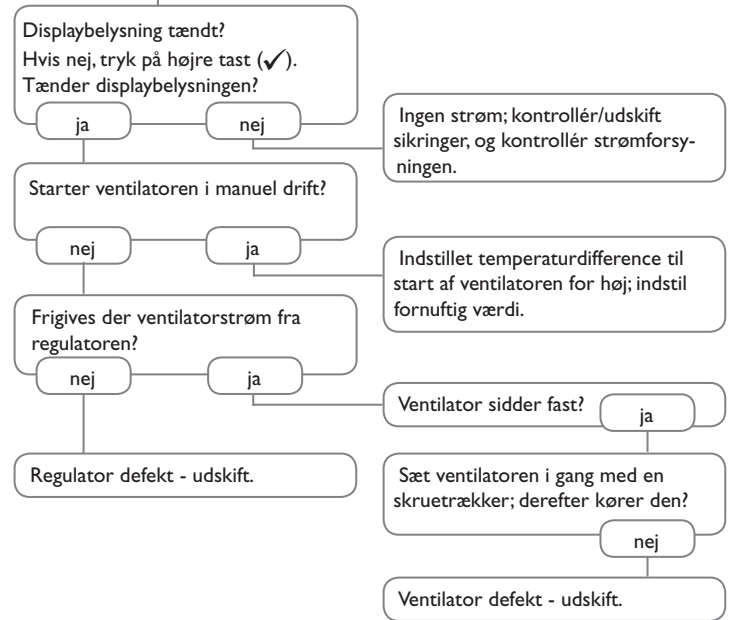 Displaybelysning tændt?
Hvis nej, tryk på højre tast (✓).
Tænder displaybelysningen?
ja
nej
Ingen strøm; kontrollér/udskift
sikringer, og kontrollér strømforsy-
ningen.
Starter ventilatoren i manuel drift?
nej
ja
Indstillet temperaturdifference til
start af ventilatoren for høj; indstil
fornuftig værdi.
Frigives der ventilatorstrøm fra
regulatoren?
nej
ja
Ventilator sidder fast?
ja
Regulator defekt - udskift.
Sæt ventilatoren i gang med en
skruetrækker; derefter kører den?
nej
Ventilator defekt - udskift.